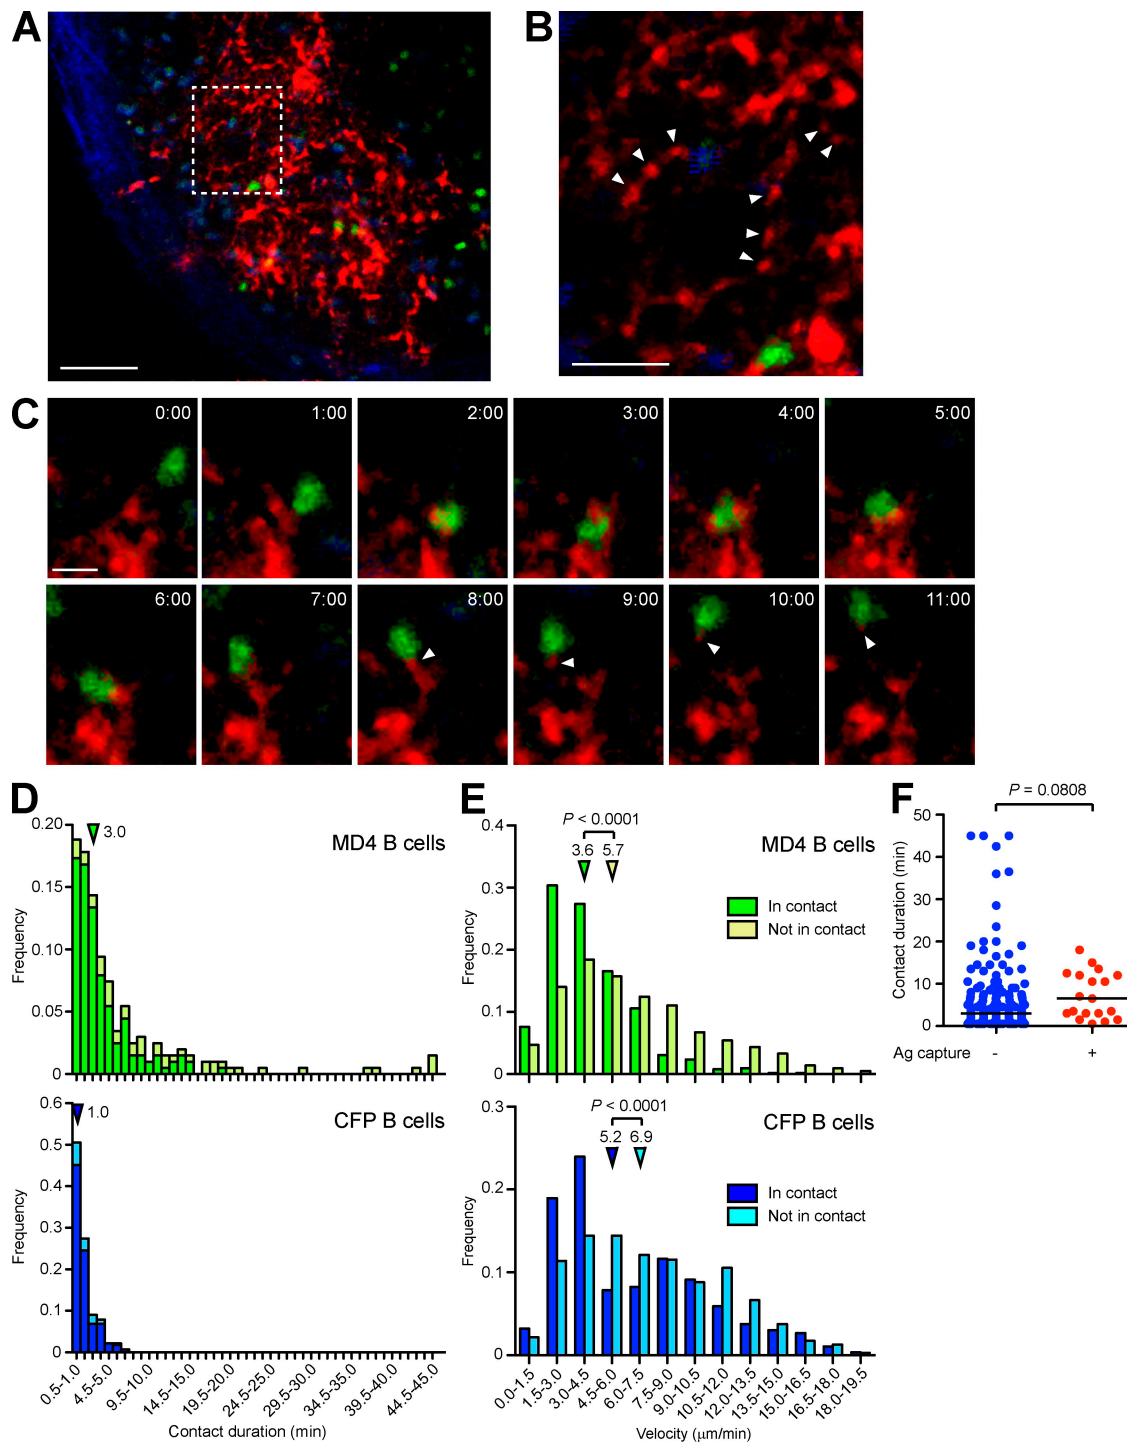 A
B
C
0:00
1:00
2:00
3:00
4:00
5:00
6:00
7:00
8:00
9:00
10:00
11:00
D
0.20
0.15
0.10
0.05
0
Frequency
3.0
MD4 B cells
0.6
0.5
0.4
0.3
0.2
0.1
0
Frequency
1.0
CFP B cells
0.5-1.0
4.5-5.0
9.5-10.0
14.5-15.0
19.5-20.0
24.5-25.0
29.5-30.0
34.5-35.0
39.5-40.0
44.5-45.0
Contact duration (min)
E
0.4
0.3
0.2
0.1
0
Frequency
P < 0.0001
3.6 5.7
MD4 B cells
In contact
Not in contact
0.3
0.2
0.1
0
Frequency
P < 0.0001
5.2 6.9
CFP B cells
In contact
Not in contact
0.0-1.5
1.5-3.0
3.0-4.5
4.5-6.0
6.0-7.5
7.5-9.0
9.0-10.5
10.5-12.0
12.0-13.5
13.5-15.0
15.0-16.5
16.5-18.0
18.0-19.5
Velocity (μm/min)
F
P = 0.0808
50
40
30
20
10
0
Contact duration (min)
Ag capture - +